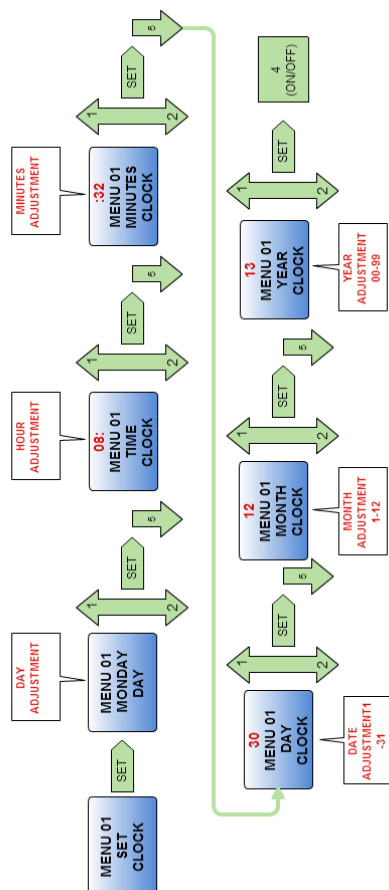 MENU 01
SET
CLOCK
SET
DAY
ADJUSTMENT
MENU 01
MONDAY
DAY
1
2
SET
5
HOUR
ADJUSTMENT
08:
MENU 01
TIME
CLOCK
1
2
SET
5
MINUTES
ADJUSTMENT
:32
MENU 01
MINUTES
CLOCK
1
2
SET
5
30
MENU 01
DAY
CLOCK
DATE
ADJUSTMENT1
-31
1
2
SET
5
12
MENU 01
MONTH
CLOCK
MONTH
ADJUSTMENT
1-12
1
2
SET
5
13
MENU 01
YEAR
CLOCK
YEAR
ADJUSTMENT
00-99
1
2
SET
4
(ON/OFF)